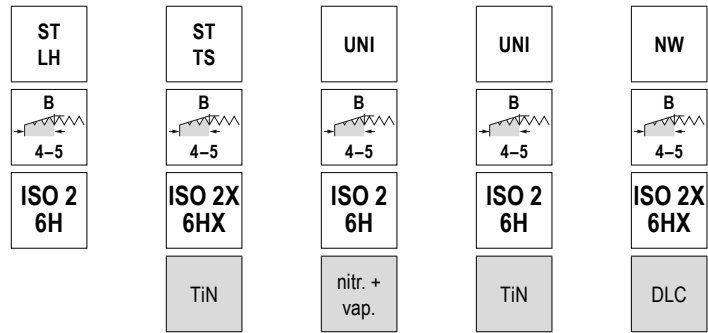 ST ST UNI UNI NW
LH TS
B B B B B
4–5 4–5 4–5 4–5 4–5
ISO 2 ISO 2X ISO 2 ISO 2 ISO 2X
6H 6HX 6H 6H 6HX
TiN nitr. + TiN DLC
vap.